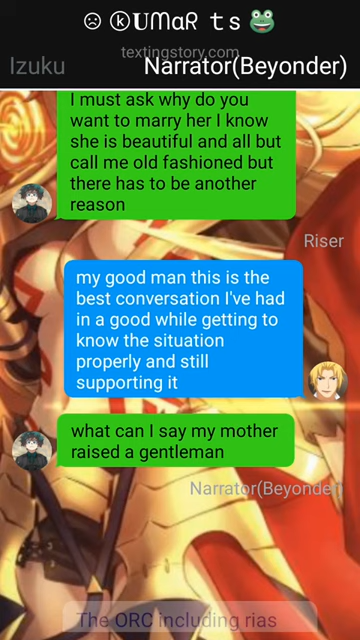 ☹ ⓚUMαR t s 🐸
textingstory.com
Izuku Narrator(Beyonder)
I must ask why do you
want to marry her I know
she is beautiful and all but
call me old fashioned but
there has to be another
reason
Riser
my good man this is the
best conversation I've had
in a good while getting to
know the situation
properly and still
supporting it
what can I say my mother
raised a gentleman
Narrator(Beyonder)
The ORC including rias